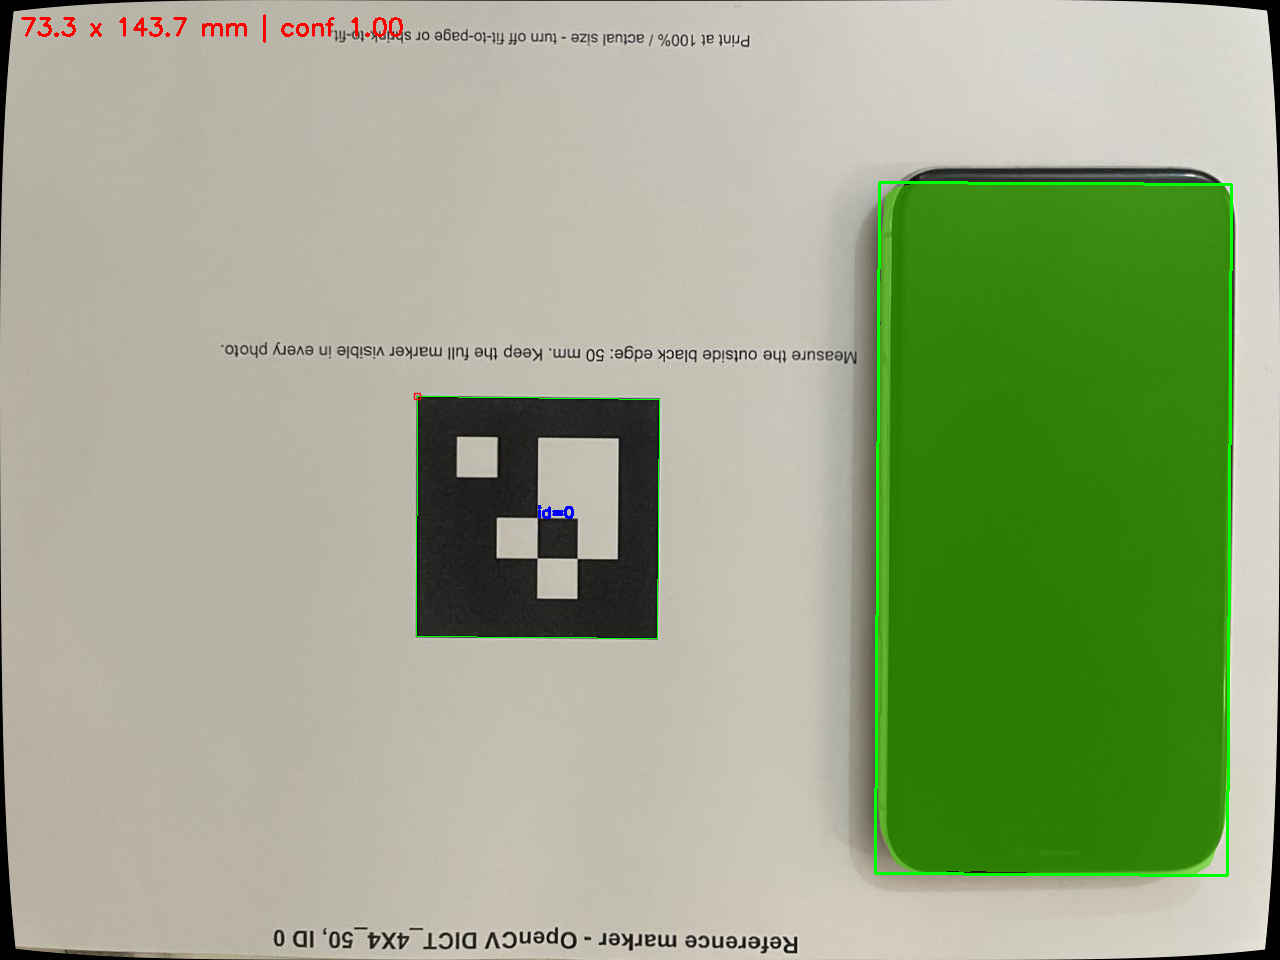 73.3 x 143.7 mm | conf 1.00
Print at 100% / actual size - turn off fit-to-page or shrink-to-fit.
Measure the outside black edge: 50 mm. Keep the full marker visible in every photo.
id=0
Reference marker - OpenCV DICT_4X4_50, ID 0